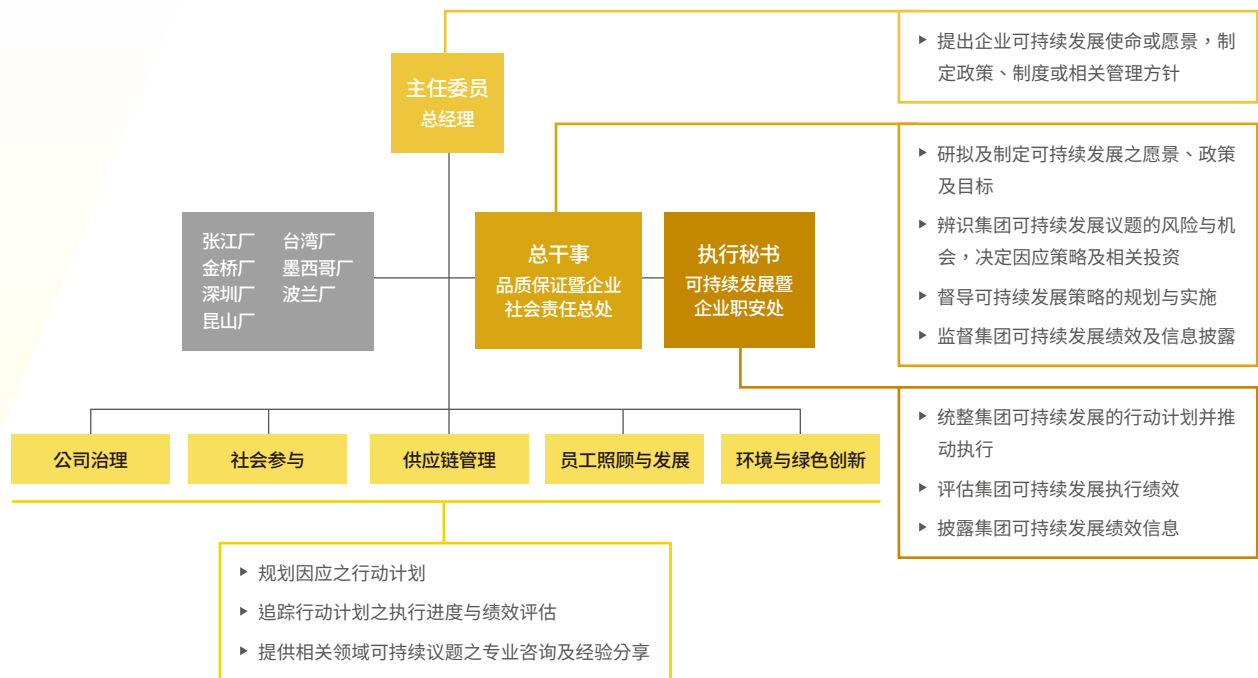 主任委员
总经理
▸ 提出企业可持续发展使命或愿景，制
定政策、制度或相关管理方针
张江厂 台湾厂
金桥厂 墨西哥厂
深圳厂 波兰厂
昆山厂
总干事
品质保证暨企业
社会责任总处
执行秘书
可持续发展暨
企业职安处
▸ 研拟及制定可持续发展之愿景、政策
及目标
▸ 辨识集团可持续发展议题的风险与机
会，决定因应策略及相关投资
▸ 督导可持续发展策略的规划与实施
▸ 监督集团可持续发展绩效及信息披露
▸ 统整集团可持续发展的行动计划并推
动执行
▸ 评估集团可持续发展执行绩效
▸ 披露集团可持续发展绩效信息
公司治理
社会参与
供应链管理
员工照顾与发展
环境与绿色创新
▸ 规划因应之行动计划
▸ 追踪行动计划之执行进度与绩效评估
▸ 提供相关领域可持续议题之专业咨询及经验分享